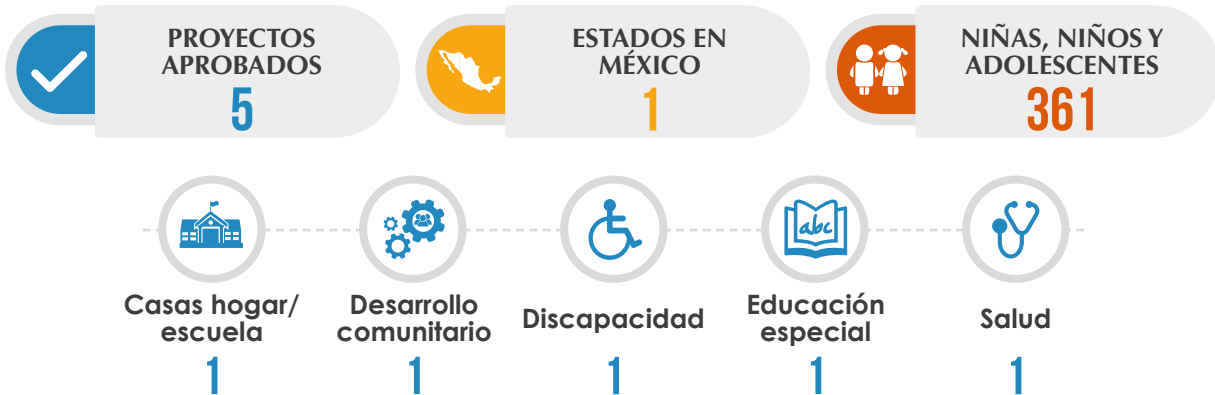 PROYECTOS
APROBADOS
5
ESTADOS EN
MÉXICO
1
NIÑAS, NIÑOS Y
ADOLESCENTES
361
abc
Casas hogar/
escuela
1
Desarrollo
comunitario
1
Discapacidad
1
Educación
especial
1
Salud
1